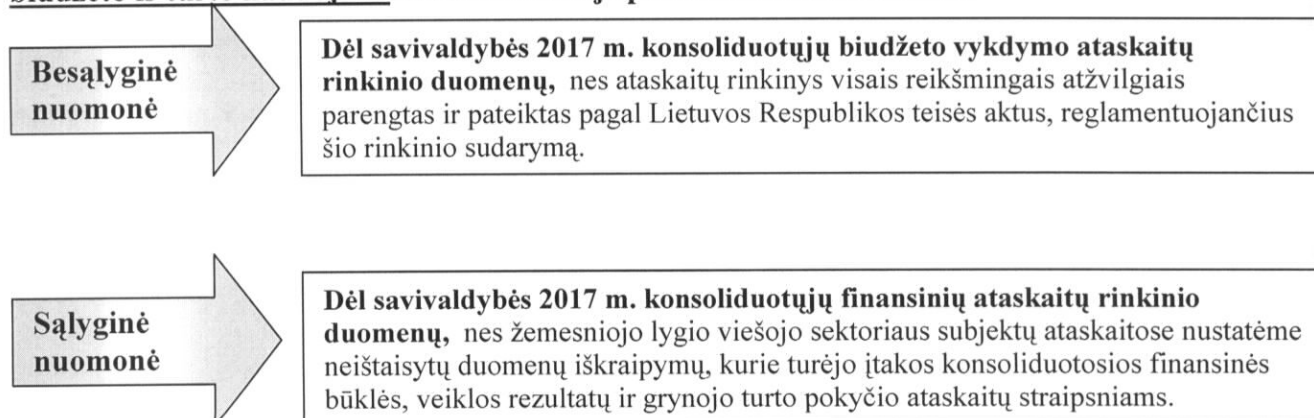 Besąlyginė
nuomonė
Dėl savivaldybės 2017 m. konsoliduotųjų biudžeto vykdymo ataskaitų
rinkinio duomenų, nes ataskaitų rinkinys visais reikšmingais atžvilgiais
parengtas ir pateiktas pagal Lietuvos Respublikos teisės aktus, reglamentuojančius
šio rinkinio sudarymą.
Sąlyginė
nuomonė
Dėl savivaldybės 2017 m. konsoliduotųjų finansinių ataskaitų rinkinio
duomenų, nes žemesniojo lygio viešojo sektoriaus subjektų ataskaitose nustatėme
neištaisytų duomenų iškraipymų, kurie turėjo įtakos konsoliduotosios finansinės
būklės, veiklos rezultatų ir grynojo turto pokyčio ataskaitų straipsniams.